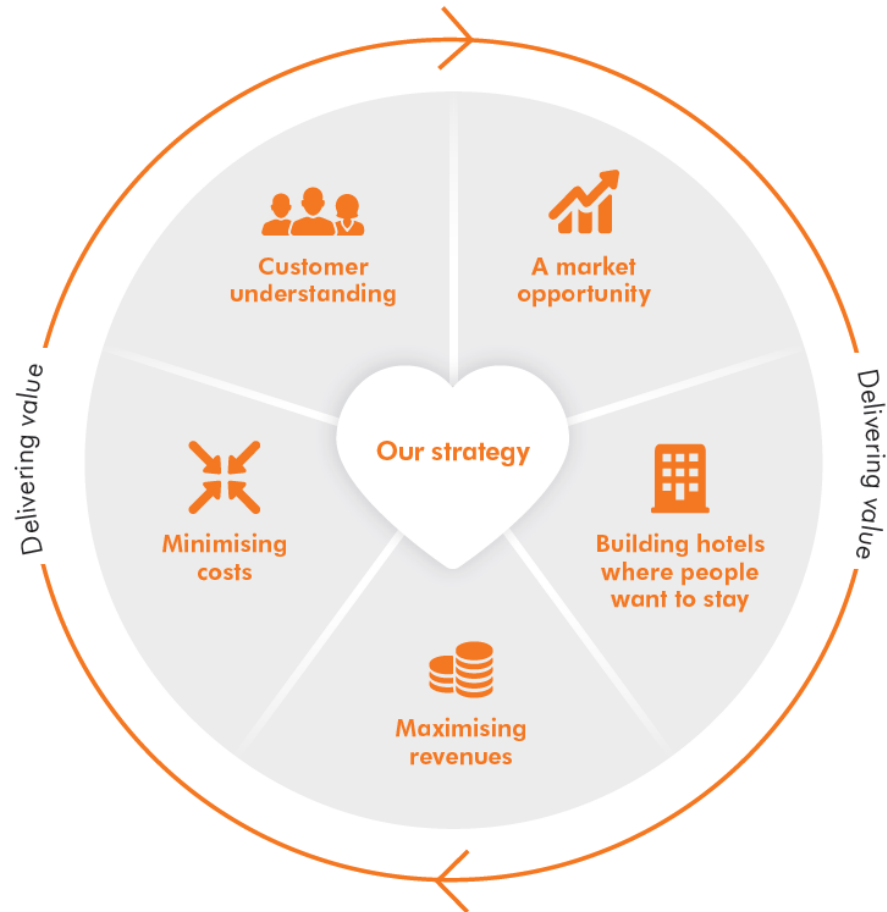 Customer
understanding
A market
opportunity
Delivering value
Our strategy
Delivering value
Minimising
costs
Building hotels
where people
want to stay
Maximising
revenues